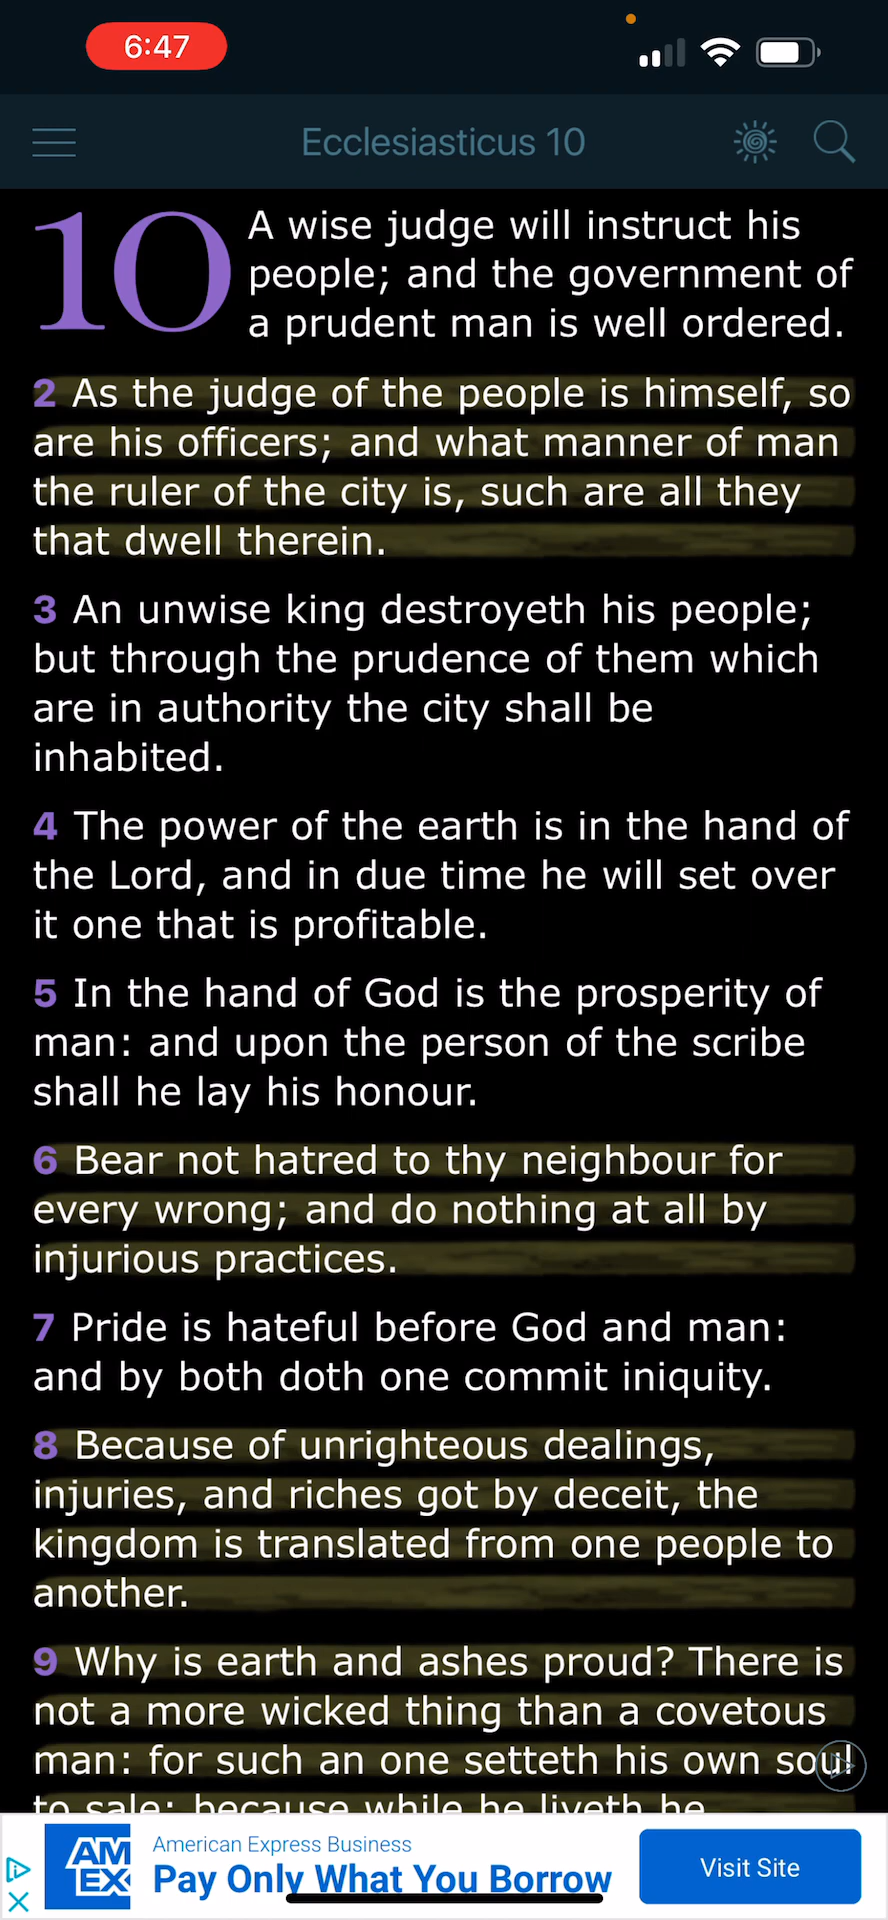 6:47
Ecclesiasticus 10
10 A wise judge will instruct his
people; and the government of
a prudent man is well ordered.
2 As the judge of the people is himself, so
are his officers; and what manner of man
the ruler of the city is, such are all they
that dwell therein.
3 An unwise king destroyeth his people;
but through the prudence of them which
are in authority the city shall be
inhabited.
4 The power of the earth is in the hand of
the Lord, and in due time he will set over
it one that is profitable.
5 In the hand of God is the prosperity of
man: and upon the person of the scribe
shall he lay his honour.
6 Bear not hatred to thy neighbour for
every wrong; and do nothing at all by
injurious practices.
7 Pride is hateful before God and man:
and by both doth one commit iniquity.
8 Because of unrighteous dealings,
injuries, and riches got by deceit, the
kingdom is translated from one people to
another.
9 Why is earth and ashes proud? There is
not a more wicked thing than a covetous
man: for such an one setteth his own soul
to sale; because while he liveth he
AM
EX
American Express Business
Pay Only What You Borrow
Visit Site